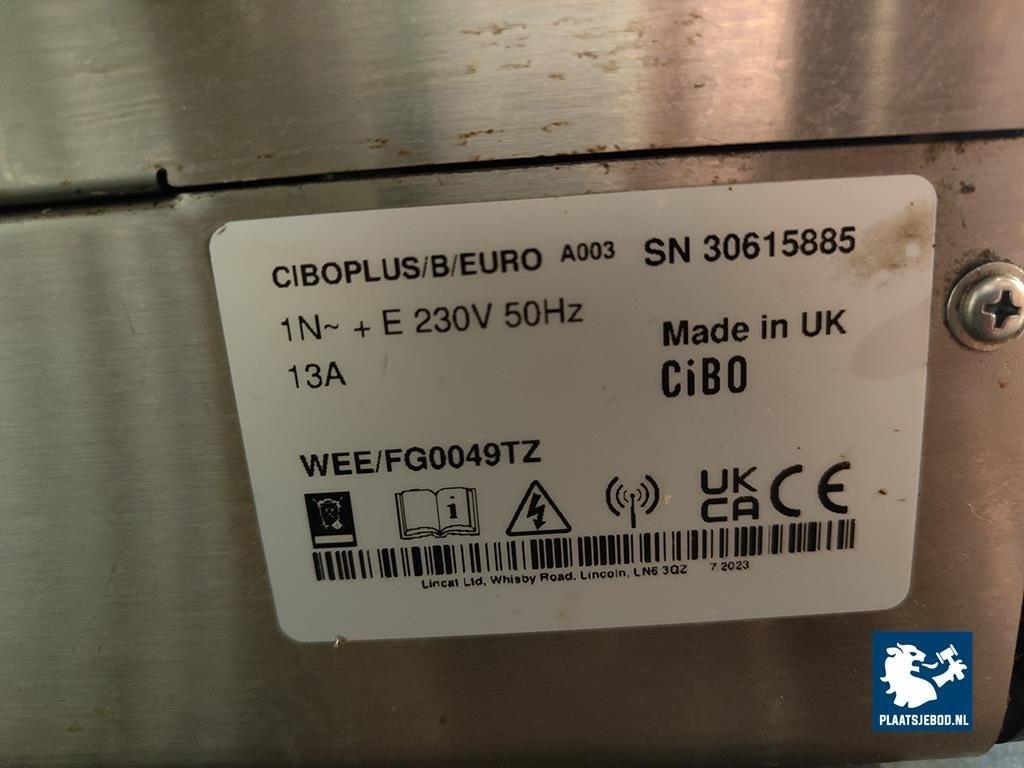 CIBOPLUS/B/EURO A003 SN 30615885
1N~ + E 230V 50Hz
13A
Made in UK
CiBO
WEE/FG0049TZ
i
UK
CA CE
Lincat Ltd, Whisby Road, Lincoln, LN6 3QZ 7 2023
PLAATSJEBOD.NL